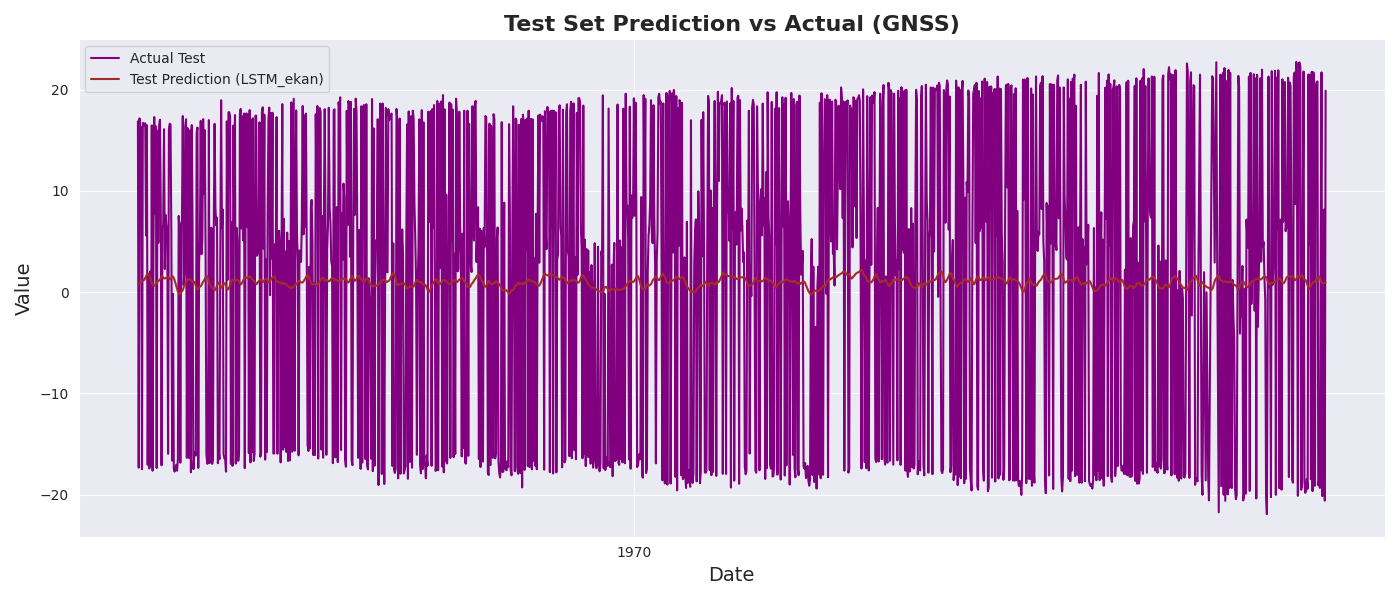 Test Set Prediction vs Actual (GNSS)
Actual Test
Test Prediction (LSTM_ekan)
Value
20
10
0
−10
−20
1970
Date